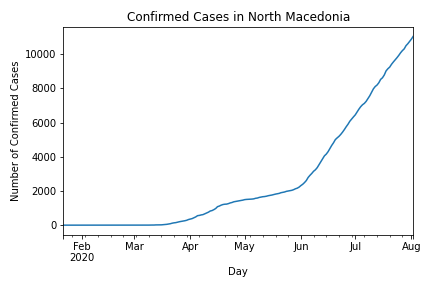 Confirmed Cases in North Macedonia
Number of Confirmed Cases
10000
8000
6000
4000
2000
0
Feb Mar Apr May Jun Jul Aug
2020
Day